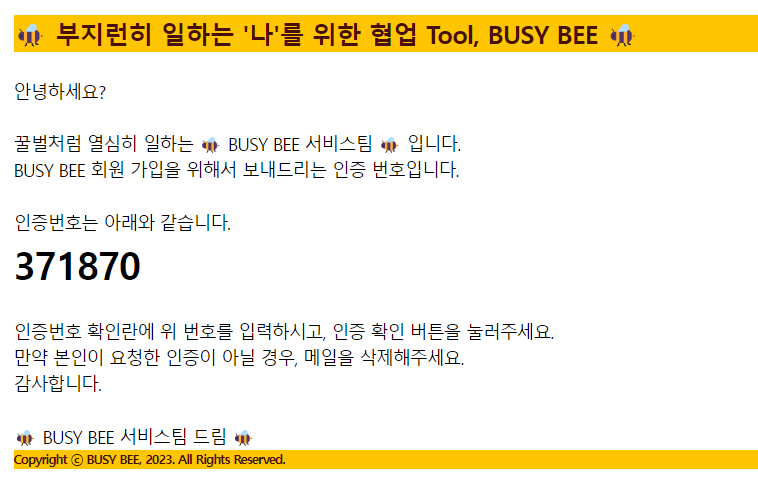 🐝 부지런히 일하는 '나'를 위한 협업 Tool, BUSY BEE 🐝
안녕하세요?
꿀벌처럼 열심히 일하는 🐝 BUSY BEE 서비스팀 🐝 입니다.
BUSY BEE 회원 가입을 위해서 보내드리는 인증 번호입니다.
인증번호는 아래와 같습니다.
371870
인증번호 확인란에 위 번호를 입력하시고, 인증 확인 버튼을 눌러주세요.
만약 본인이 요청한 인증이 아닐 경우, 메일을 삭제해주세요.
감사합니다.
🐝 BUSY BEE 서비스팀 드림 🐝
Copyright ⓒ BUSY BEE, 2023. All Rights Reserved.